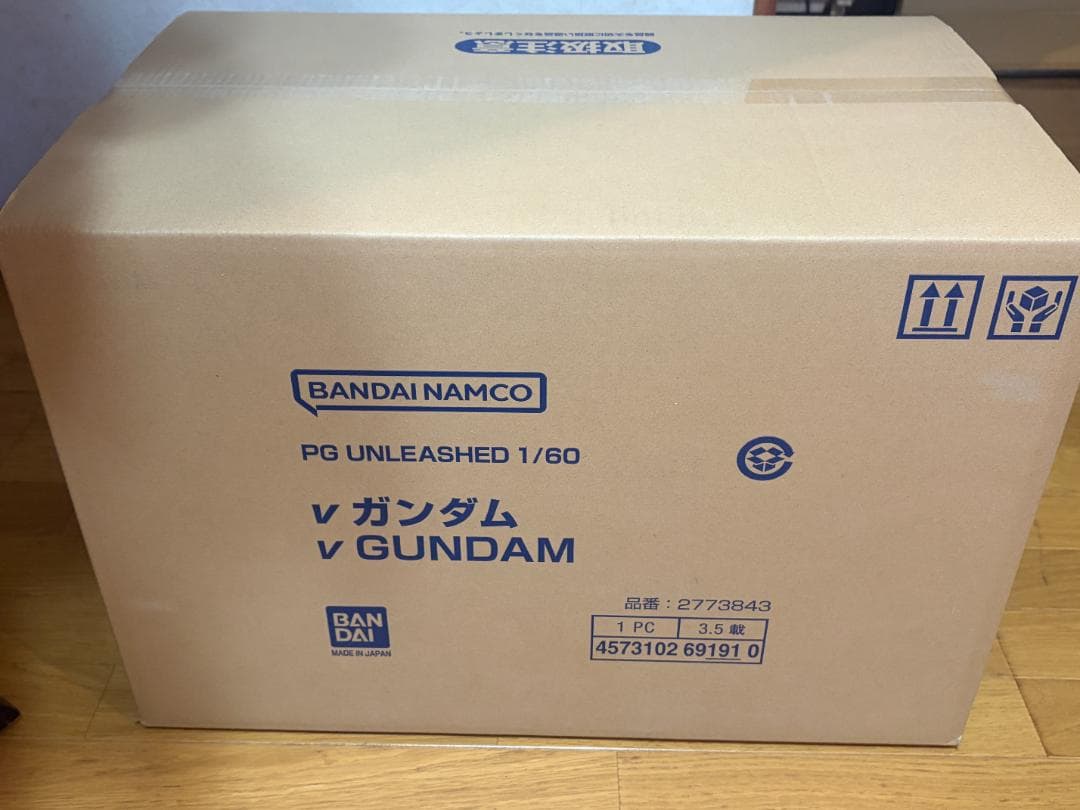 取扱注意
BANDAI NAMCO
PG UNLEASHED 1/60
ν ガンダム
ν GUNDAM
品番：2773843
1 PC
3.5 載
4573102 69191 0
BAN
DAI
MADE IN JAPAN